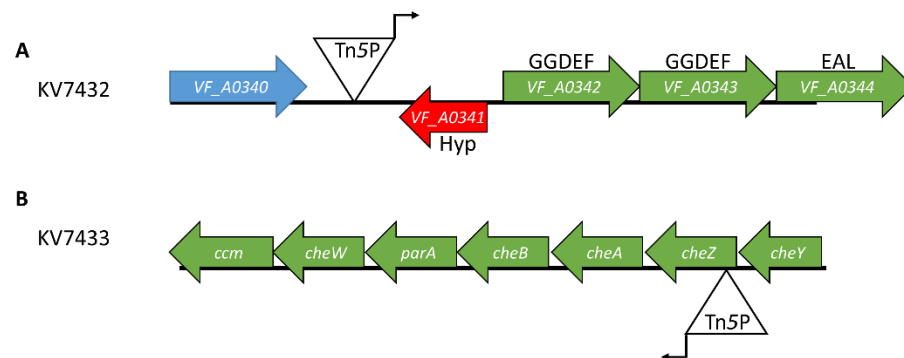 A
KV7432
Tn5P
GGDEF GGDEF EAL
VF_A0340 VF_A0342 VF_A0343 VF_A0344
VF_A0341
Hyp
B
KV7433
ccm cheW parA cheB cheA cheZ cheY
Tn5P